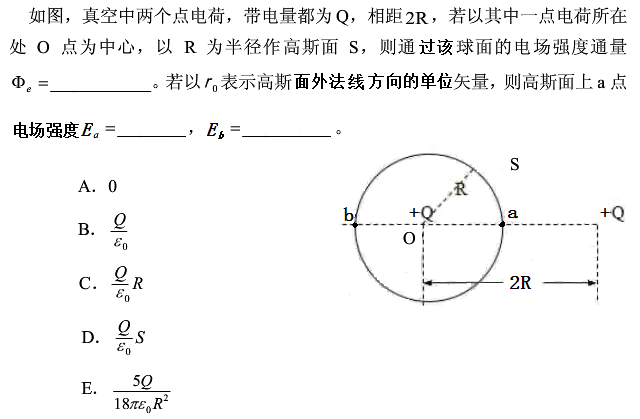 如图，真空中两个点电荷，带电量都为Q，相距2R，若以其中一点电荷所在
处 O 点为中心，以 R 为半径作高斯面 S，则通过该球面的电场强度通量
Φₑ =____________。若以 r₀ 表示高斯面外法线方向的单位矢量，则高斯面上 a 点
电场强度 Eₐ =________，E_b =___________。
A. 0
B. Q/ε₀
C. Q/ε₀ R
D. Q/ε₀ S
E. 5Q/18πε₀R²
S
R
b
+Q
a
+Q
O
2R